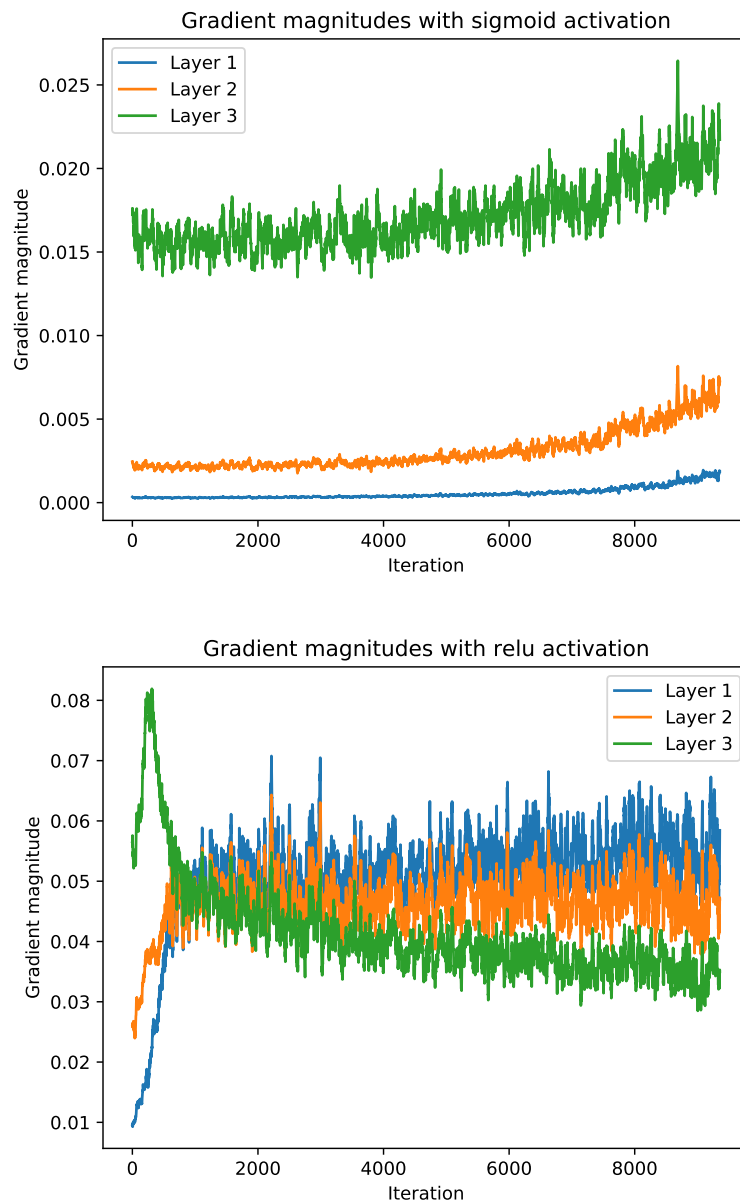 Gradient magnitudes with sigmoid activation
Layer 1
Layer 2
Layer 3
0.025
0.020
0.015
0.010
0.005
0.000
Gradient magnitude
0 2000 4000 6000 8000
Iteration
Gradient magnitudes with relu activation
Layer 1
Layer 2
Layer 3
0.08
0.07
0.06
0.05
0.04
0.03
0.02
0.01
Gradient magnitude
0 2000 4000 6000 8000
Iteration